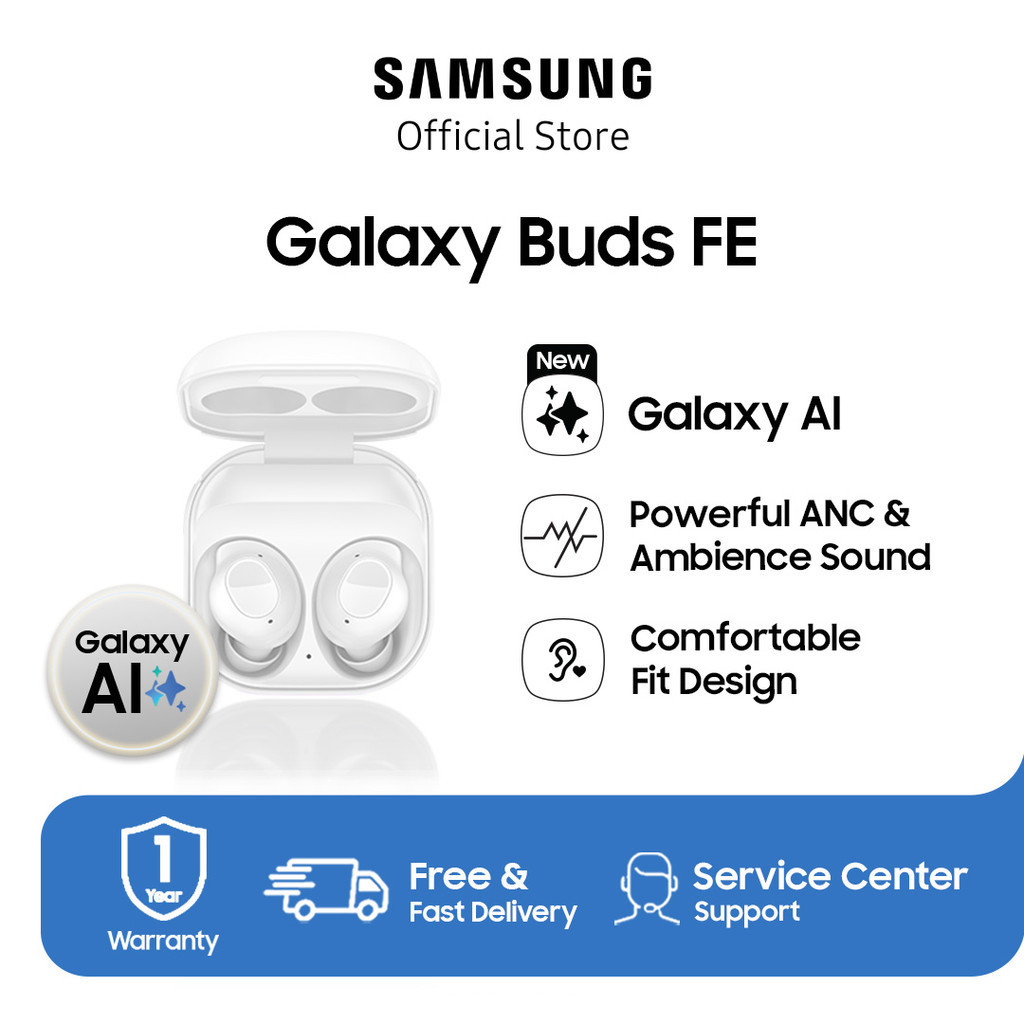 SAMSUNG
Official Store
Galaxy Buds FE
New
Galaxy AI
Powerful ANC &
Ambience Sound
Comfortable
Fit Design
Galaxy
AI
1
Year
Warranty
Free &
Fast Delivery
Service Center
Support